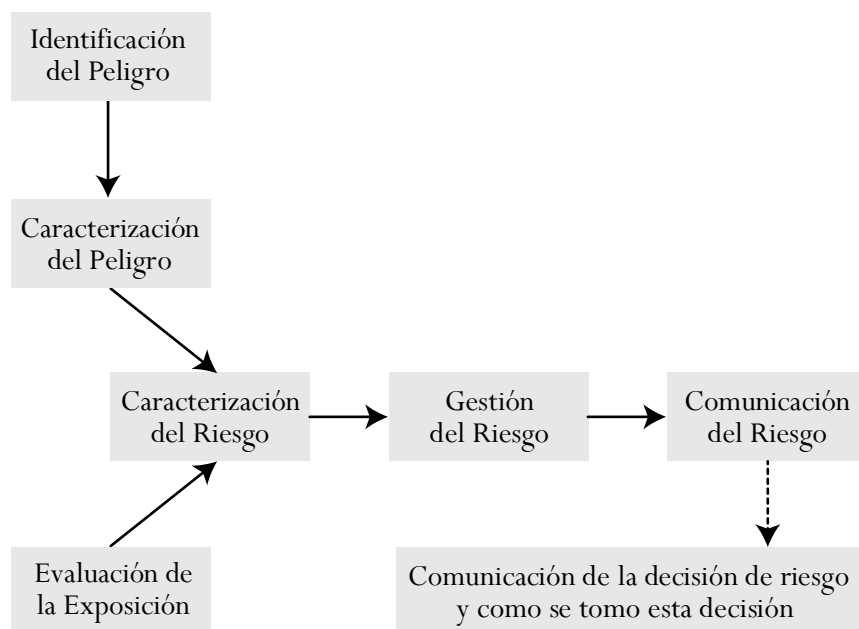 Identificación
del Peligro
Caracterización
del Peligro
Caracterización
del Riesgo
Gestión
del Riesgo
Comunicación
del Riesgo
Evaluación de
la Exposición
Comunicación de la decisión de riesgo
y como se tomo esta decisión